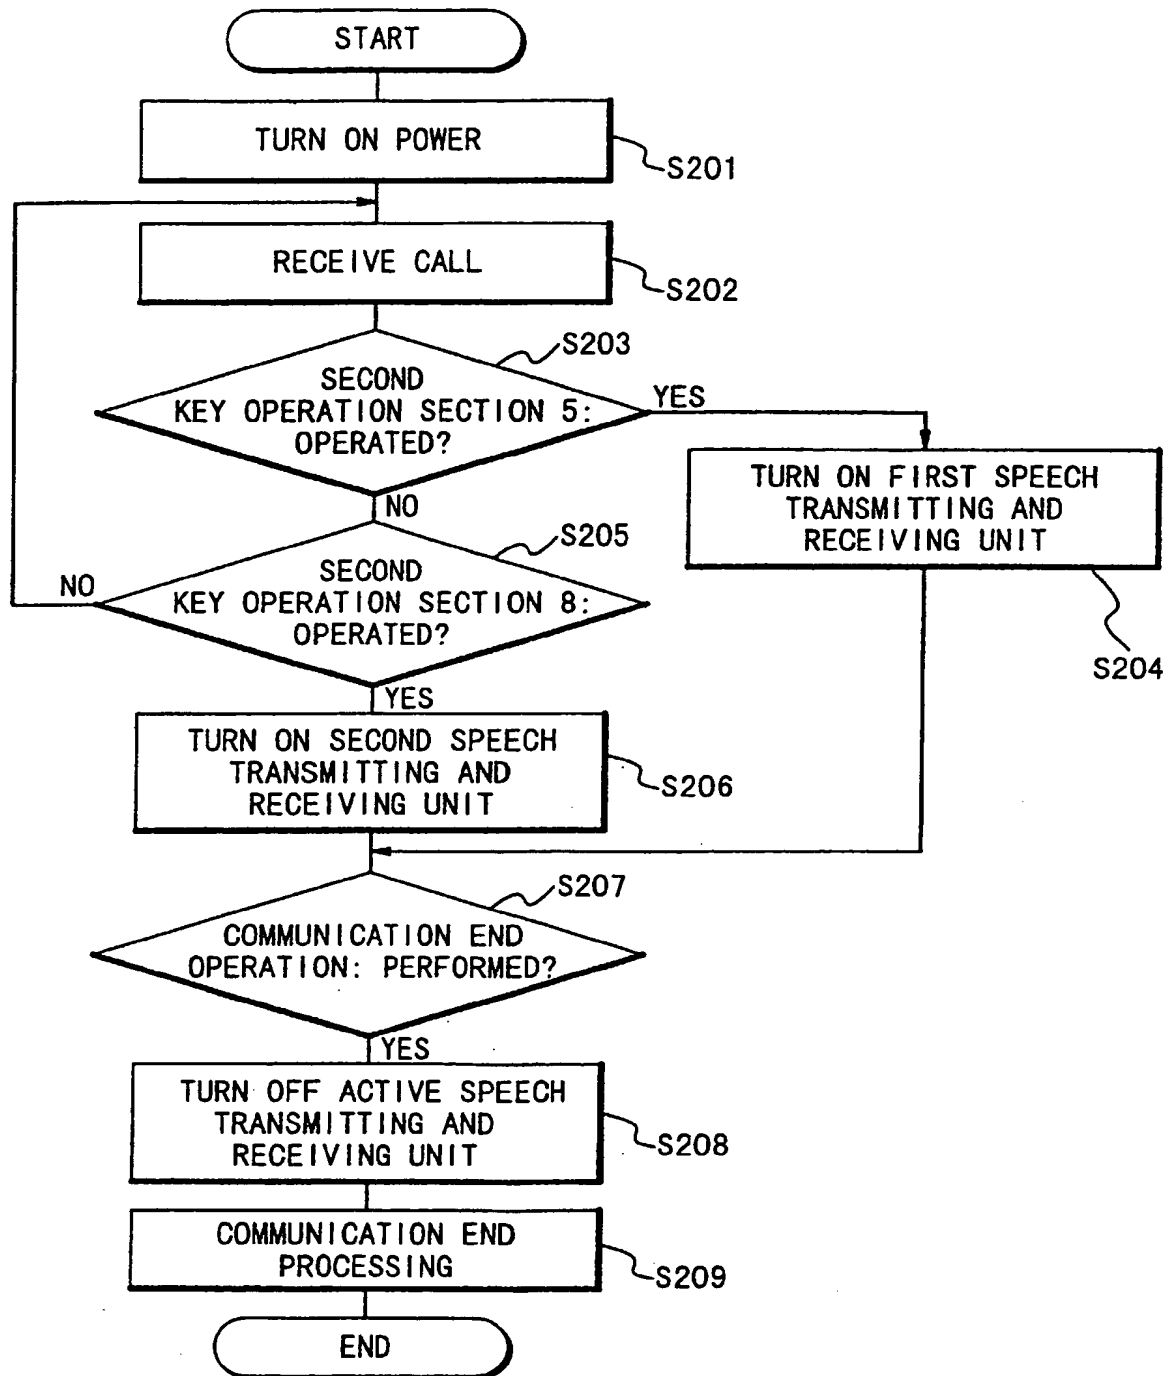 START
TURN ON POWER
S201
RECEIVE CALL
S202
S203
SECOND
KEY OPERATION SECTION 5:
OPERATED?
YES
NO
TURN ON FIRST SPEECH
TRANSMITTING AND
RECEIVING UNIT
S204
S205
SECOND
KEY OPERATION SECTION 8:
OPERATED?
NO
YES
TURN ON SECOND SPEECH
TRANSMITTING AND
RECEIVING UNIT
S206
S207
COMMUNICATION END
OPERATION: PERFORMED?
YES
TURN OFF ACTIVE SPEECH
TRANSMITTING AND
RECEIVING UNIT
S208
COMMUNICATION END
PROCESSING
S209
END